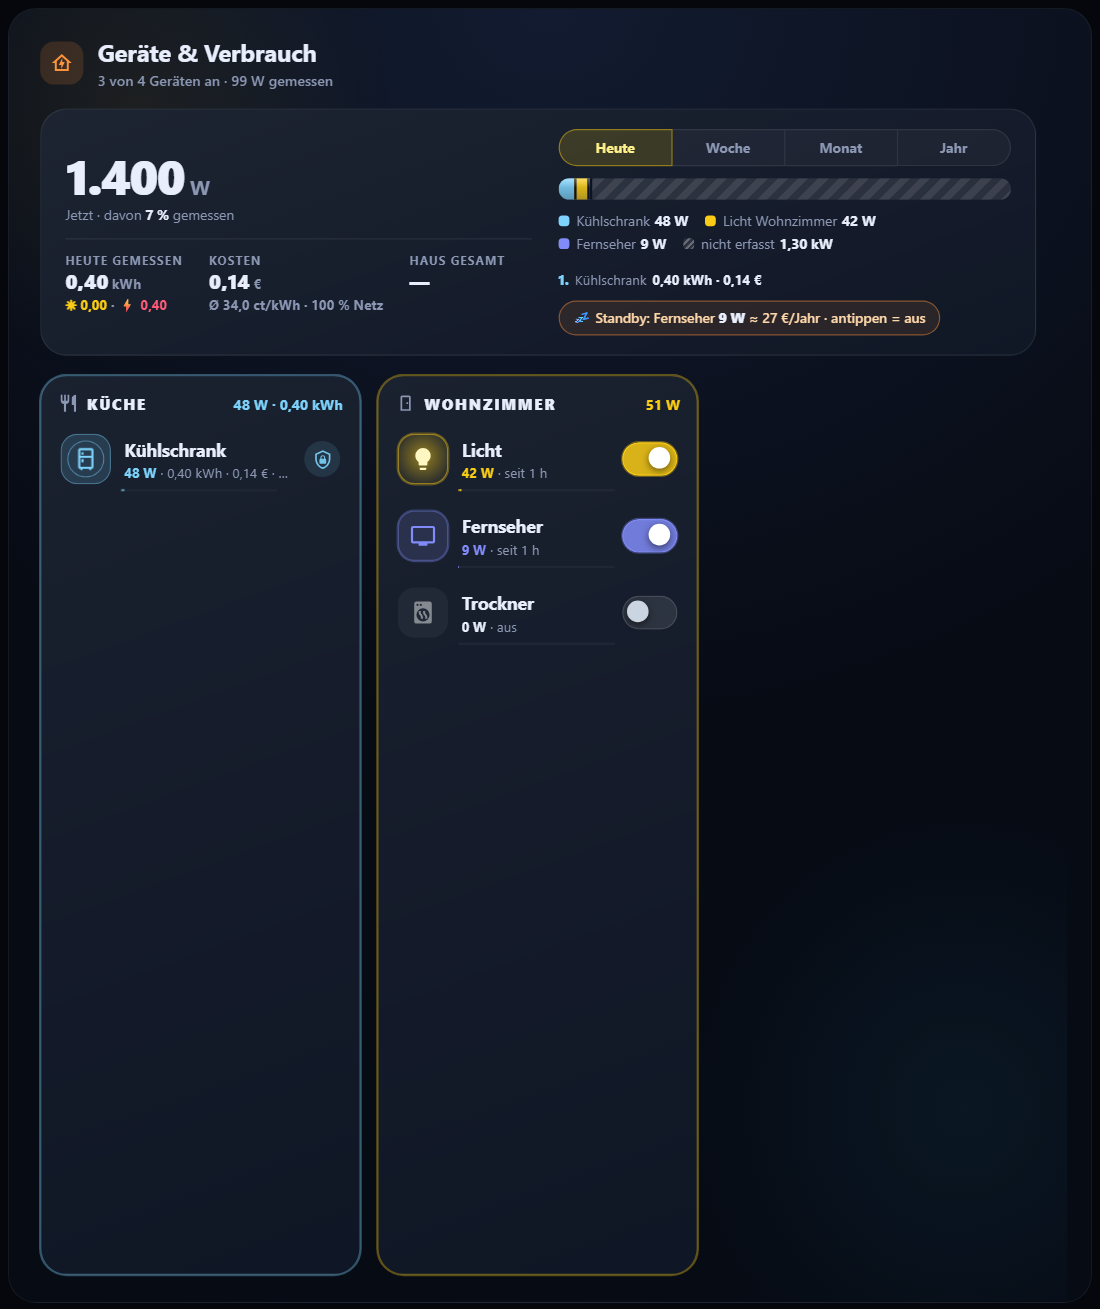 Geräte & Verbrauch
3 von 4 Geräten an · 99 W gemessen
1.400 W
Jetzt · davon 7 % gemessen
HEUTE GEMESSEN
0,40 kWh
0,00 · 0,40
KOSTEN
0,14 €
Ø 34,0 ct/kWh · 100 % Netz
HAUS GESAMT
—
Heute Woche Monat Jahr
Kühlschrank 48 W Licht Wohnzimmer 42 W
Fernseher 9 W nicht erfasst 1,30 kW
1. Kühlschrank 0,40 kWh · 0,14 €
💤 Standby: Fernseher 9 W ≈ 27 €/Jahr · antippen = aus
KÜCHE 48 W · 0,40 kWh
Kühlschrank
48 W · 0,40 kWh · 0,14 € · ...
WOHNZIMMER 51 W
Licht
42 W · seit 1 h
Fernseher
9 W · seit 1 h
Trockner
0 W · aus